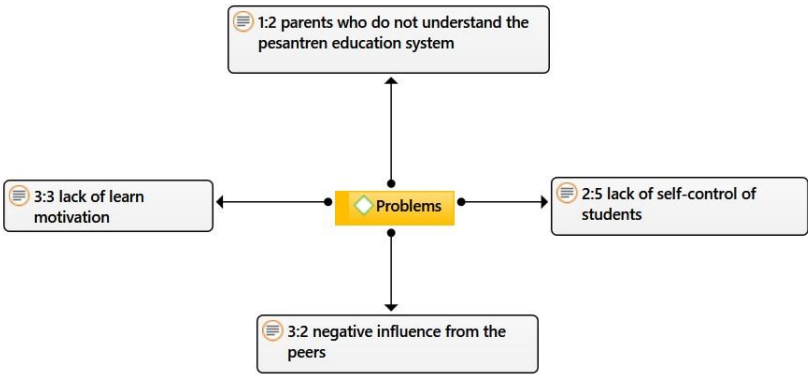 1:2 parents who do not understand the
pesantren education system
3:3 lack of learn
motivation
Problems
2:5 lack of self-control of
students
3:2 negative influence from the
peers